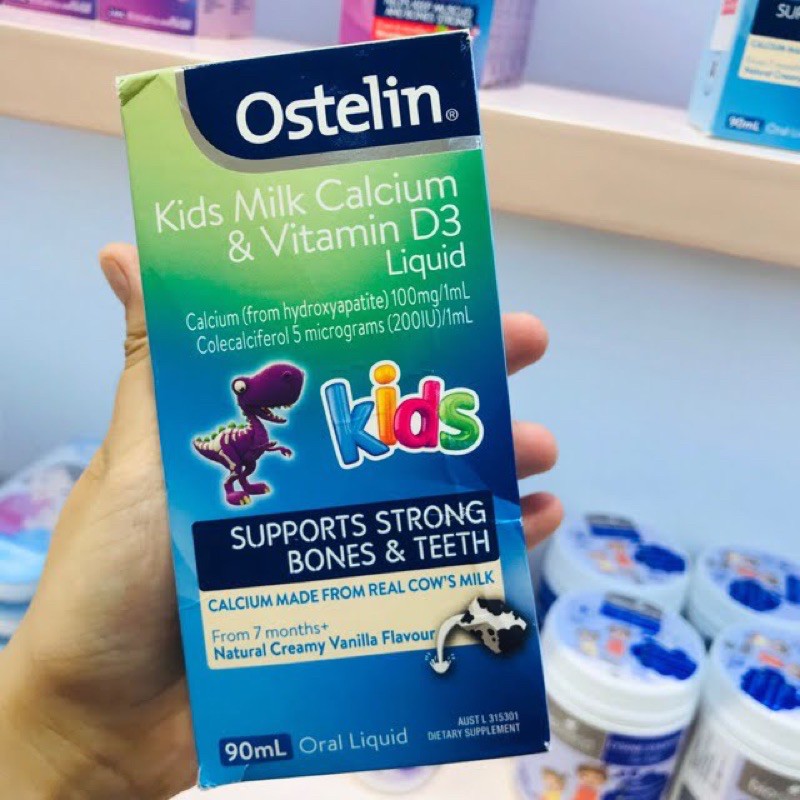 Ostelin®
Kids Milk Calcium
& Vitamin D3
Liquid
Calcium (from hydroxyapatite) 100mg/1mL
Colecalciferol 5 micrograms (200IU)/1mL
kids
SUPPORTS STRONG
BONES & TEETH
CALCIUM MADE FROM REAL COW'S MILK
From 7 months+
Natural Creamy Vanilla Flavour
AUST L 315301
DIETARY SUPPLEMENT
90mL Oral Liquid
90mL Oral